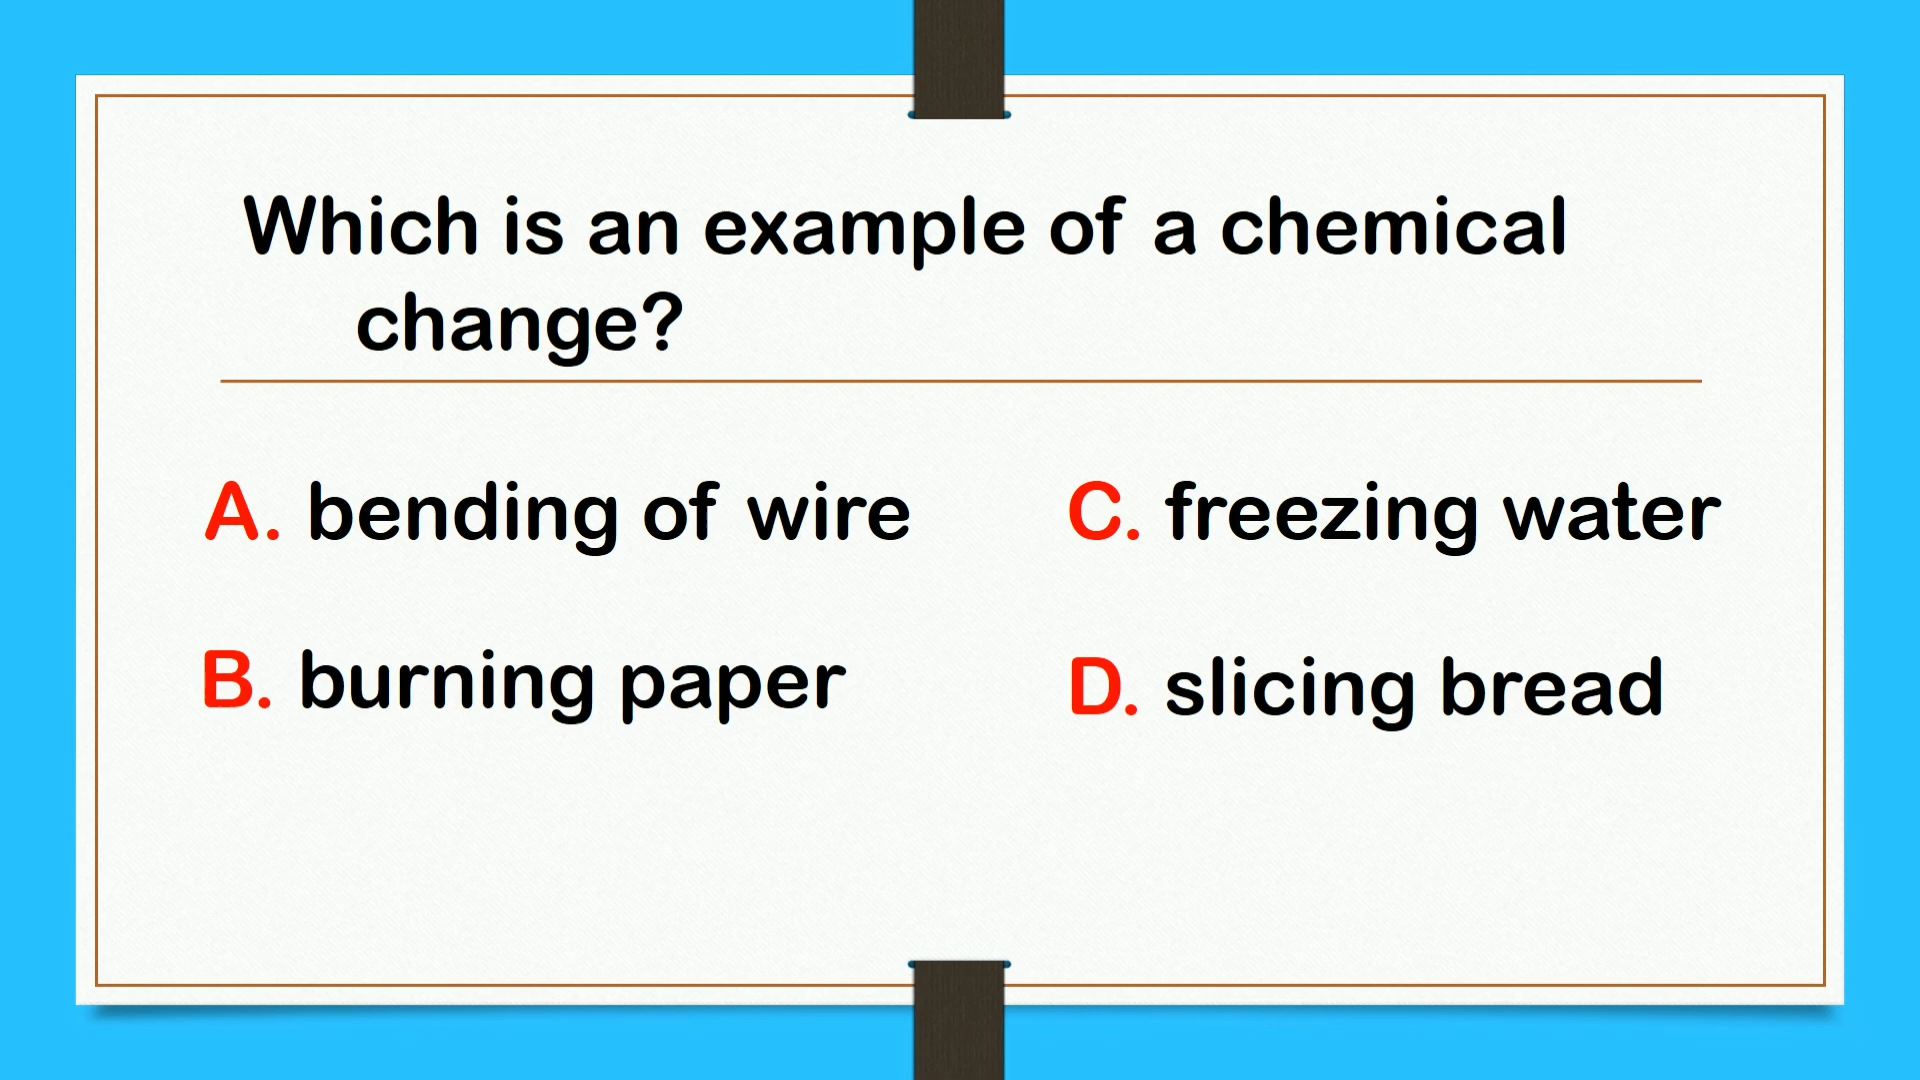 Which is an example of a chemical
change?
A. bending of wire
B. burning paper
C. freezing water
D. slicing bread